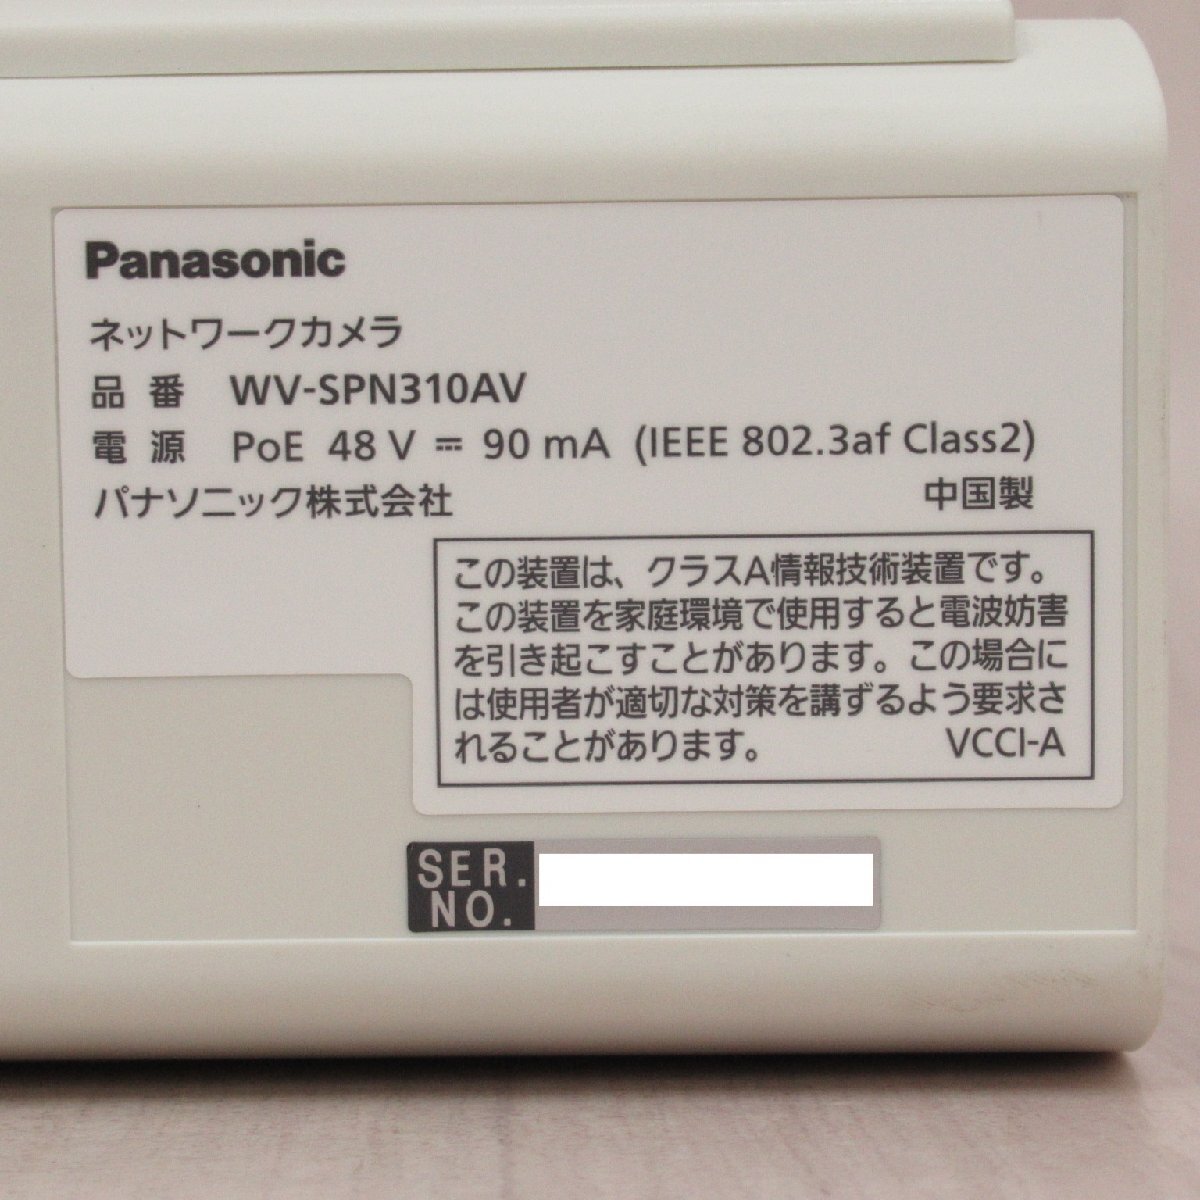 Panasonic
ネットワークカメラ
品 番 WV-SPN310AV
電 源 PoE 48 V ⎓ 90 mA (IEEE 802.3af Class2)
パナソニック株式会社 中国製
この装置は、クラスA情報技術装置です。
この装置を家庭環境で使用すると電波妨害
を引き起こすことがあります。この場合に
は使用者が適切な対策を講ずるよう要求さ
れることがあります。 VCCI-A
SER.
NO.